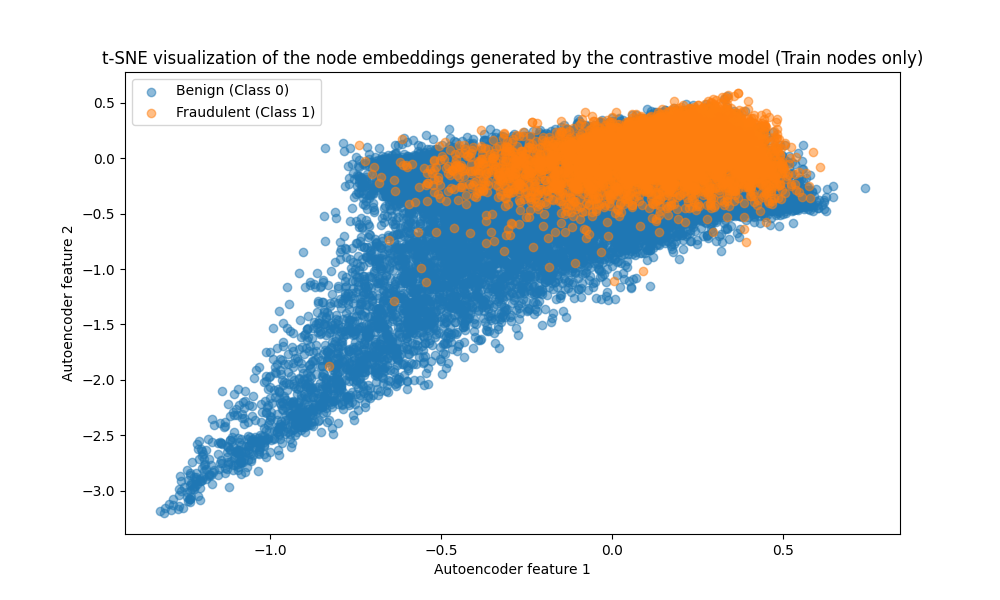 t-SNE visualization of the node embeddings generated by the contrastive model (Train nodes only)
Benign (Class 0)
Fraudulent (Class 1)
0.5
0.0
−0.5
−1.0
−1.5
−2.0
−2.5
−3.0
Autoencoder feature 2
−1.0 −0.5 0.0 0.5
Autoencoder feature 1